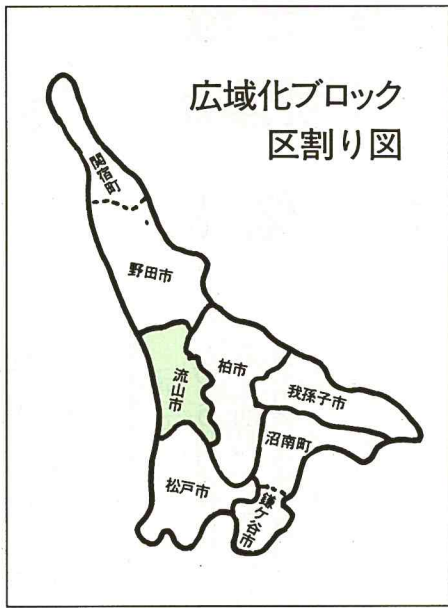 広域化ブロック
区割り図
関宿町
野田市
流山市
柏市
我孫子市
沼南町
松戸市
鎌ケ谷市